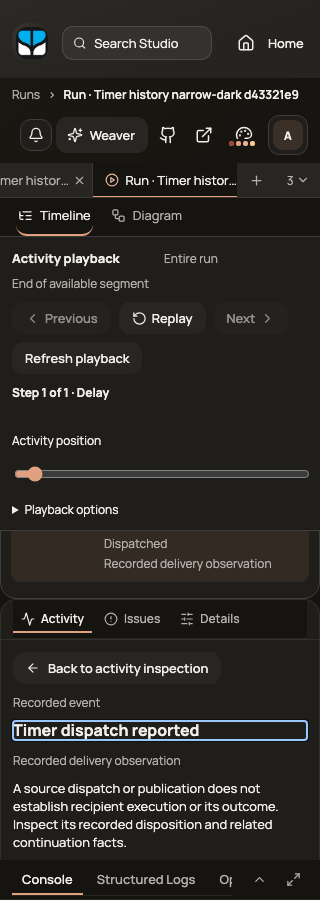 Search Studio
Home
Runs > Run · Timer history narrow-dark d43321e9
Weaver
A
mer histor...
Run · Timer histor...
3
Timeline
Diagram
Activity playback
Entire run
End of available segment
Previous
Replay
Next
Refresh playback
Step 1 of 1 · Delay
Activity position
Playback options
Dispatched
Recorded delivery observation
Activity
Issues
Details
Back to activity inspection
Recorded event
Timer dispatch reported
Recorded delivery observation
A source dispatch or publication does not
establish recipient execution or its outcome.
Inspect its recorded disposition and related
continuation facts.
Console
Structured Logs